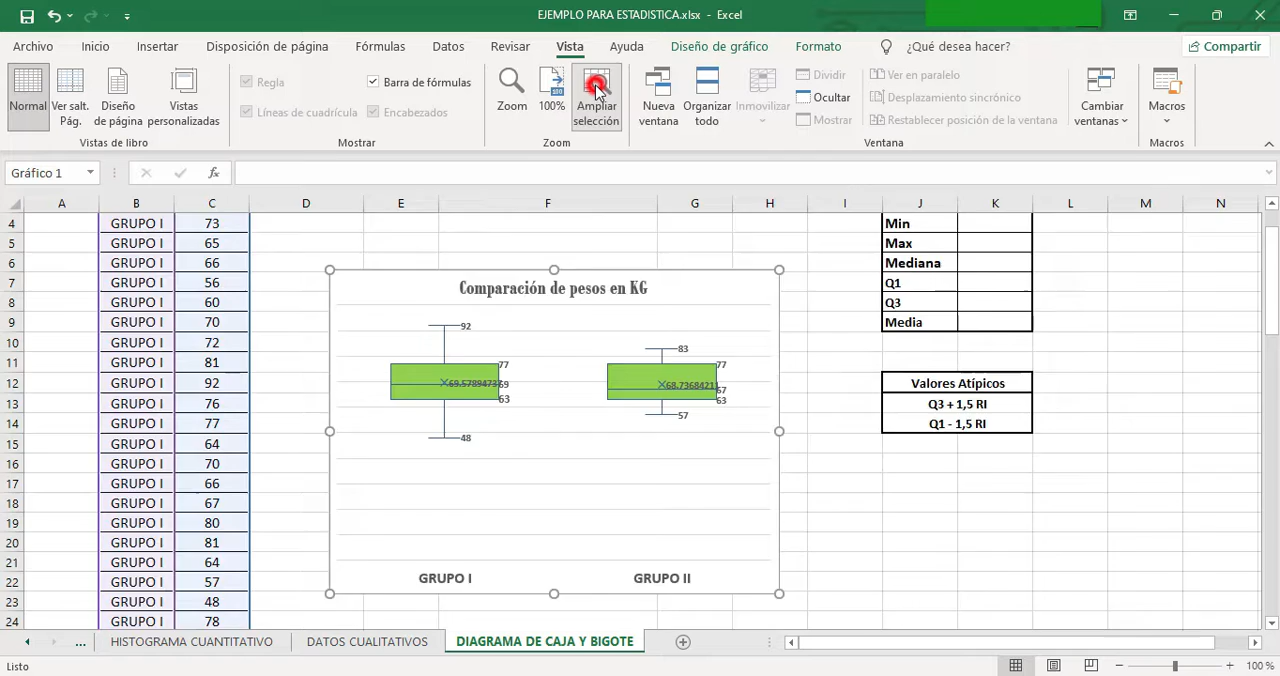 EJEMPLO PARA ESTADISTICA.xlsx - Excel
Archivo Inicio Insertar Disposición de página Fórmulas Datos Revisar Vista Ayuda Diseño de gráfico Formato ¿Qué desea hacer? Compartir
Normal
Ver salt. Pág.
Diseño de página
Vistas personalizadas
Vistas de libro
Regla
Barra de fórmulas
Líneas de cuadrícula
Encabezados
Mostrar
Zoom
100%
Ampliar selección
Zoom
Nueva ventana
Organizar todo
Inmovilizar
Dividir
Ocultar
Mostrar
Ver en paralelo
Desplazamiento sincrónico
Restablecer posición de la ventana
Cambiar ventanas
Ventana
Macros
Macros
Gráfico 1
fx
A B C D E F G H I J K L M N
4 GRUPO I 73
5 GRUPO I 65
6 GRUPO I 66
7 GRUPO I 56
8 GRUPO I 60
9 GRUPO I 70
10 GRUPO I 72
11 GRUPO I 81
12 GRUPO I 92
13 GRUPO I 76
14 GRUPO I 77
15 GRUPO I 64
16 GRUPO I 70
17 GRUPO I 66
18 GRUPO I 67
19 GRUPO I 80
20 GRUPO I 81
21 GRUPO I 64
22 GRUPO I 57
23 GRUPO I 48
24 GRUPO I 78
Comparación de pesos en KG
92
77
69
63
48
83
77
68.73684211
67
63
57
GRUPO I GRUPO II
Min
Max
Mediana
Q1
Q3
Media
Valores Atípicos
Q3 + 1,5 RI
Q1 - 1,5 RI
... HISTOGRAMA CUANTITATIVO DATOS CUALITATIVOS DIAGRAMA DE CAJA Y BIGOTE
Listo
100 %